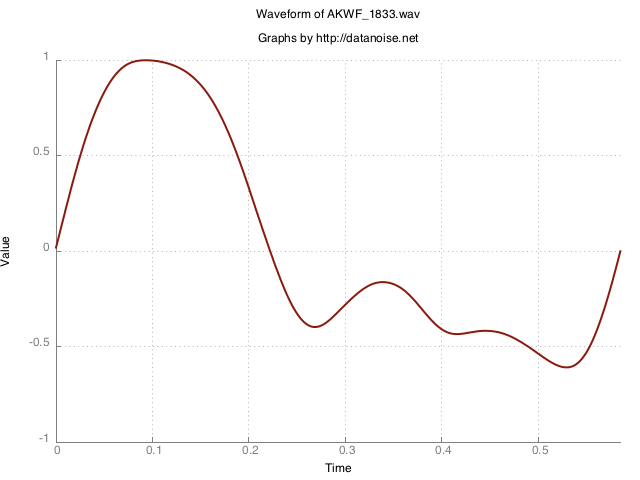 Waveform of AKWF_1833.wav
Graphs by http://datanoise.net
1
0.5
0
-0.5
-1
Value
0 0.1 0.2 0.3 0.4 0.5
Time